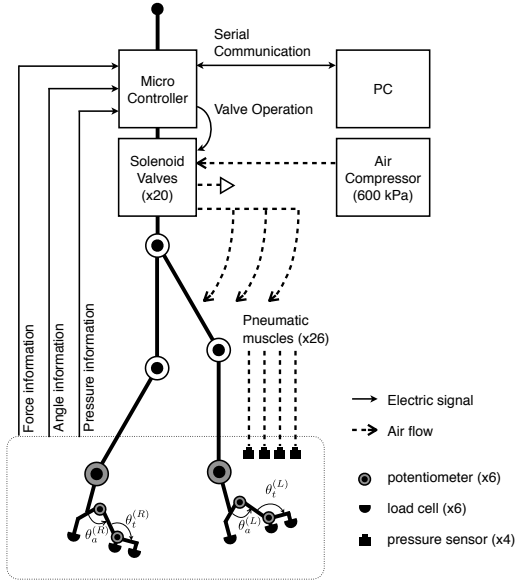 Serial
Communication
Micro
Controller
PC
Valve Operation
Solenoid
Valves
(x20)
Air
Compressor
(600 kPa)
Force information
Angle information
Pressure information
Pneumatic
muscles (x26)
Electric signal
Air flow
potentiometer (x6)
load cell (x6)
pressure sensor (x4)
θ_a^(R)
θ_t^(R)
θ_a^(L)
θ_t^(L)